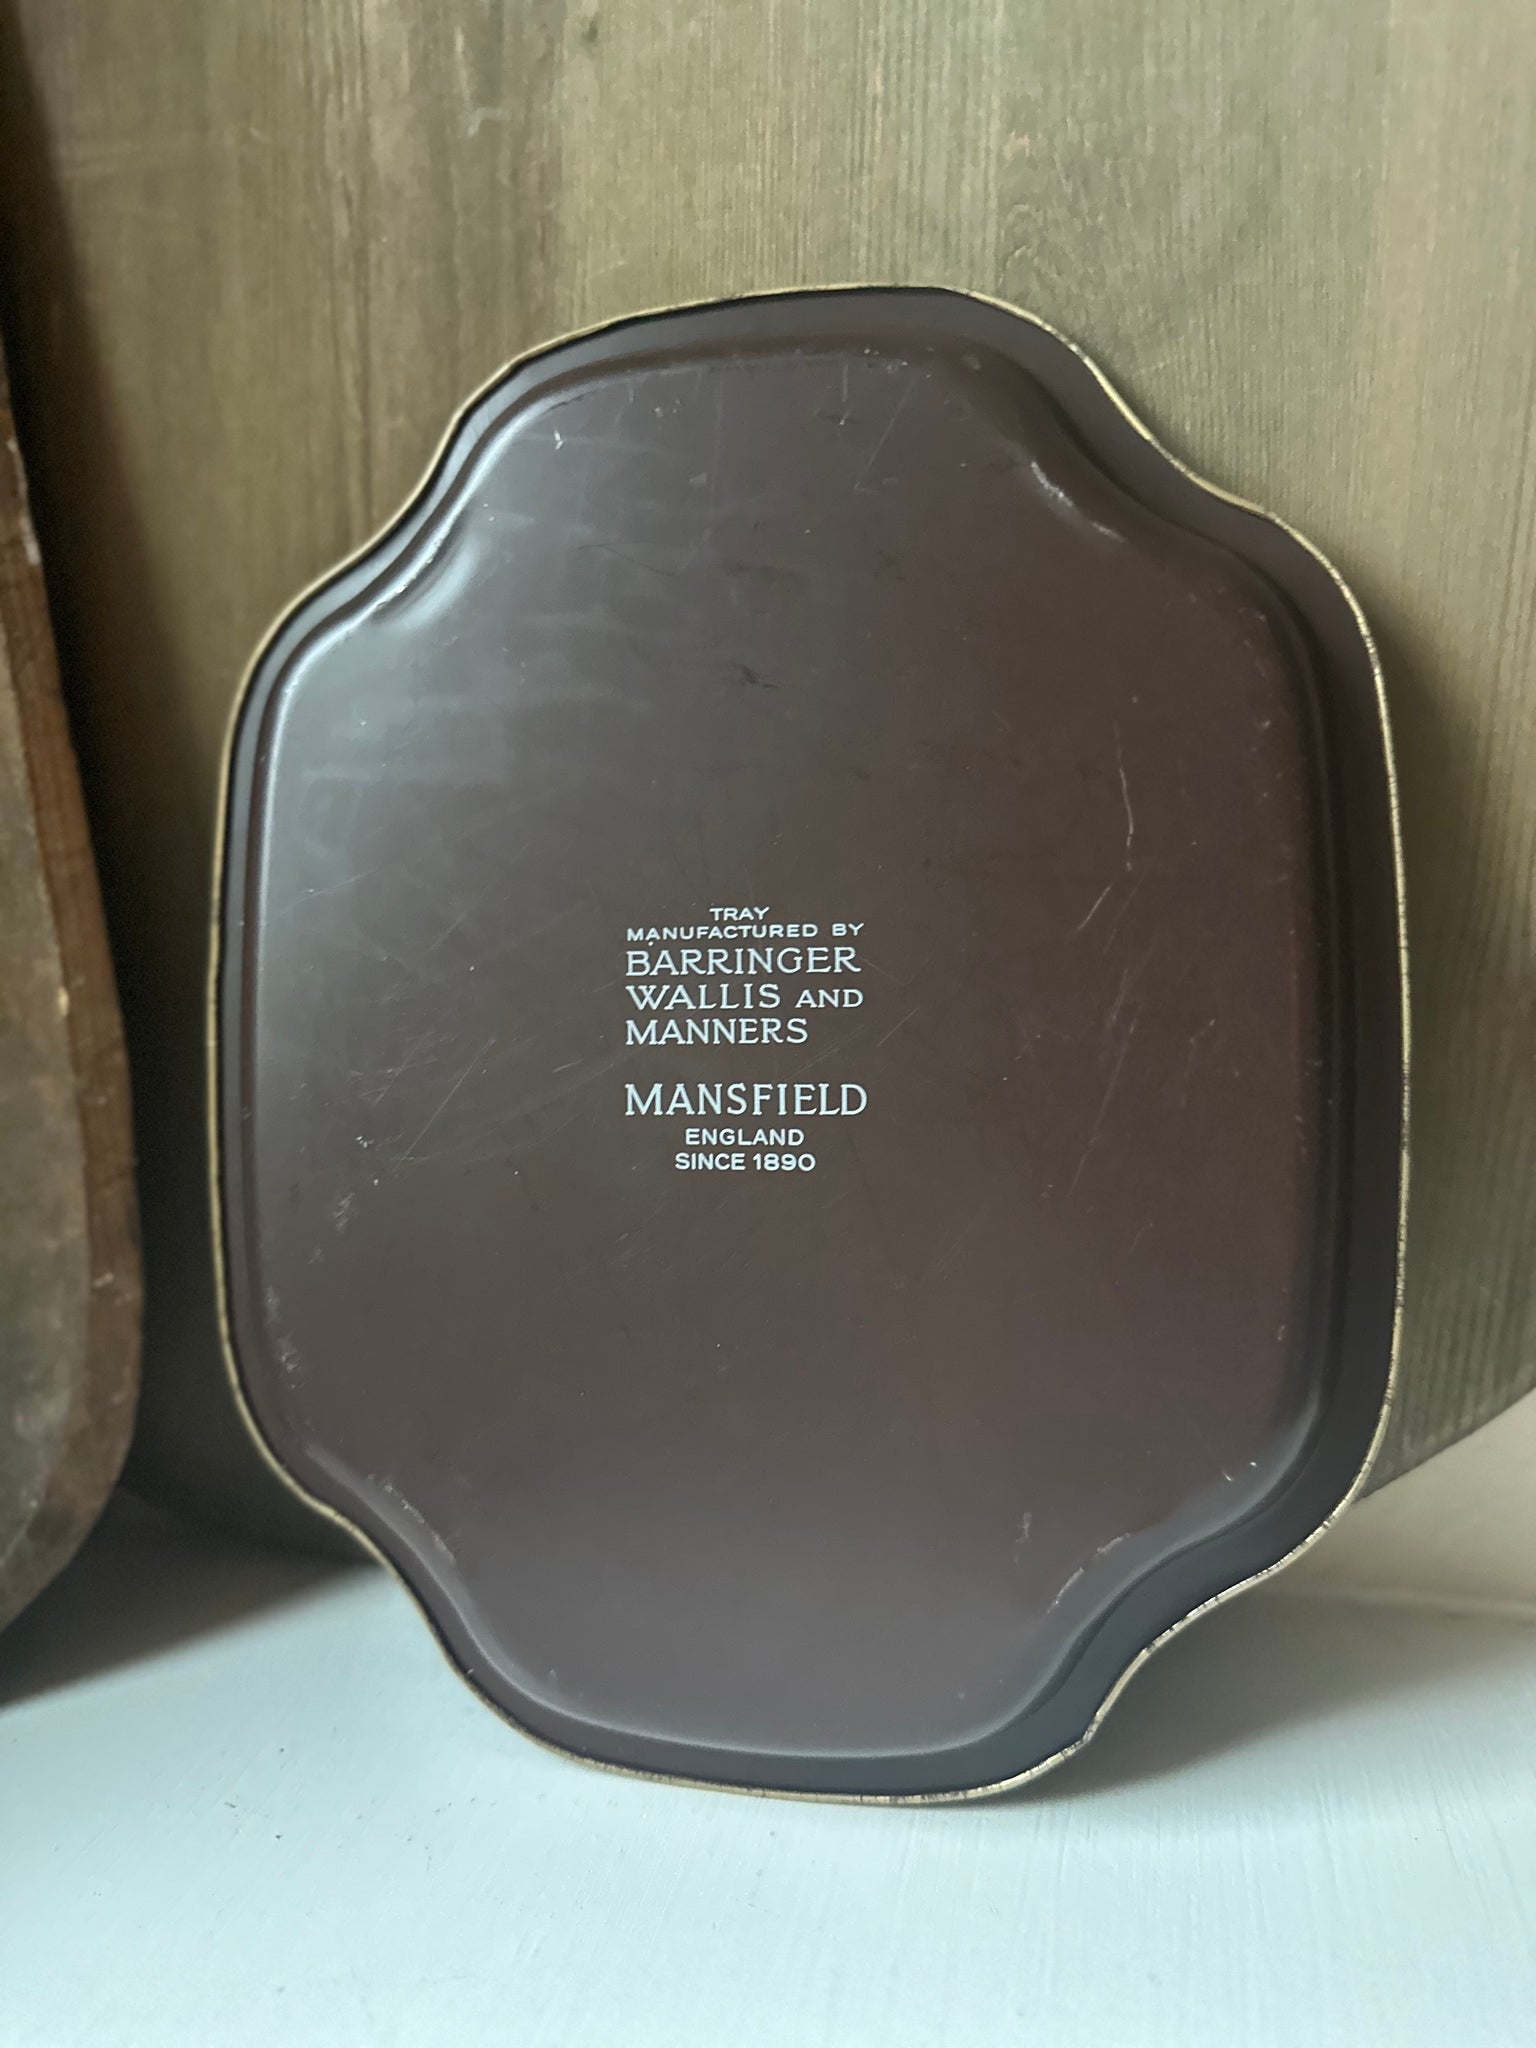 TRAY
MANUFACTURED BY
BARRINGER
WALLIS AND
MANNERS
MANSFIELD
ENGLAND
SINCE 1890